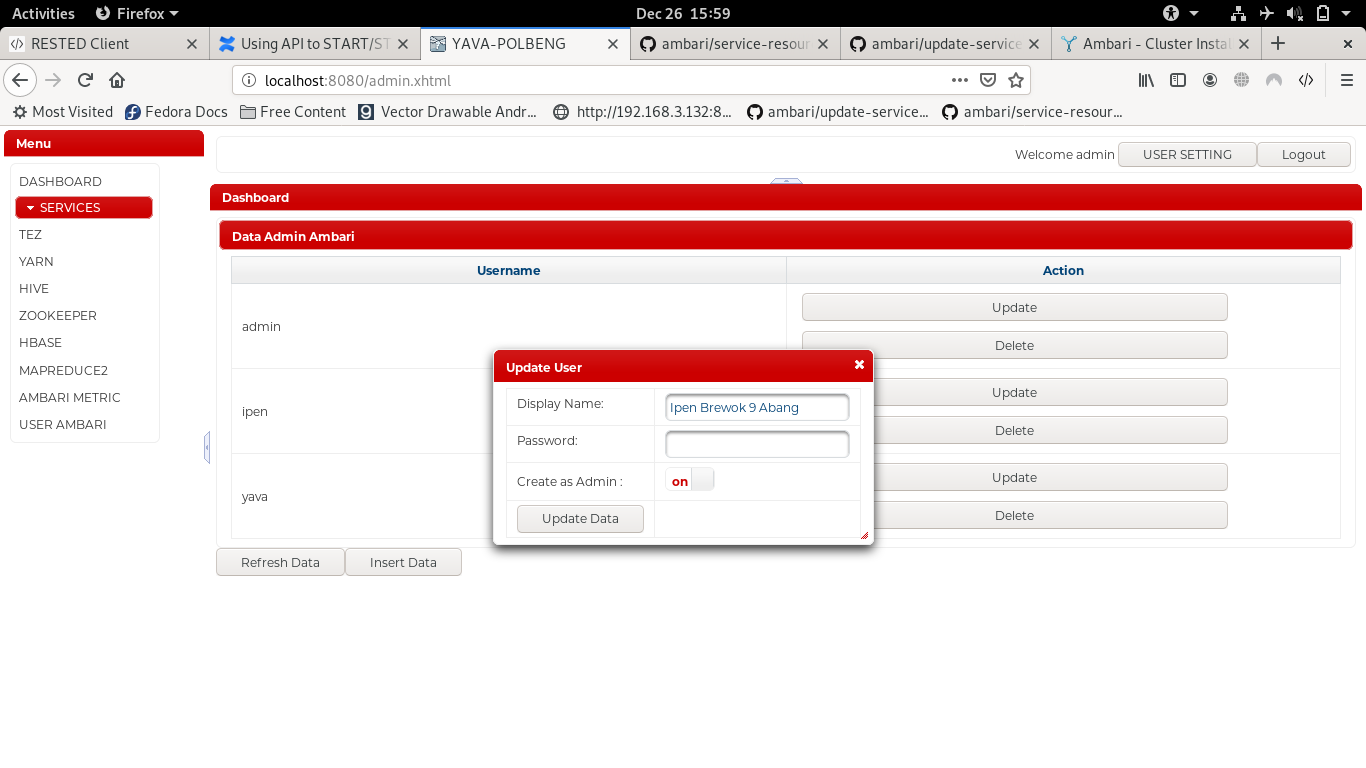 Activities Firefox Dec 26 15:59
RESTED Client Using API to START/ST YAVA-POLBENG ambari/service-resour ambari/update-service Ambari - Cluster Instal
localhost:8080/admin.xhtml
Most Visited Fedora Docs Free Content Vector Drawable Andr... http://192.168.3.132:8... ambari/update-service... ambari/service-resour...
Menu
Welcome admin USER SETTING Logout
DASHBOARD
SERVICES
TEZ
YARN
HIVE
ZOOKEEPER
HBASE
MAPREDUCE2
AMBARI METRIC
USER AMBARI
Dashboard
Data Admin Ambari
Username Action
admin
Update
Delete
ipen
Update
Delete
yava
Update
Delete
Update User
Display Name: Ipen Brewok 9 Abang
Password:
Create as Admin : on
Update Data
Refresh Data Insert Data